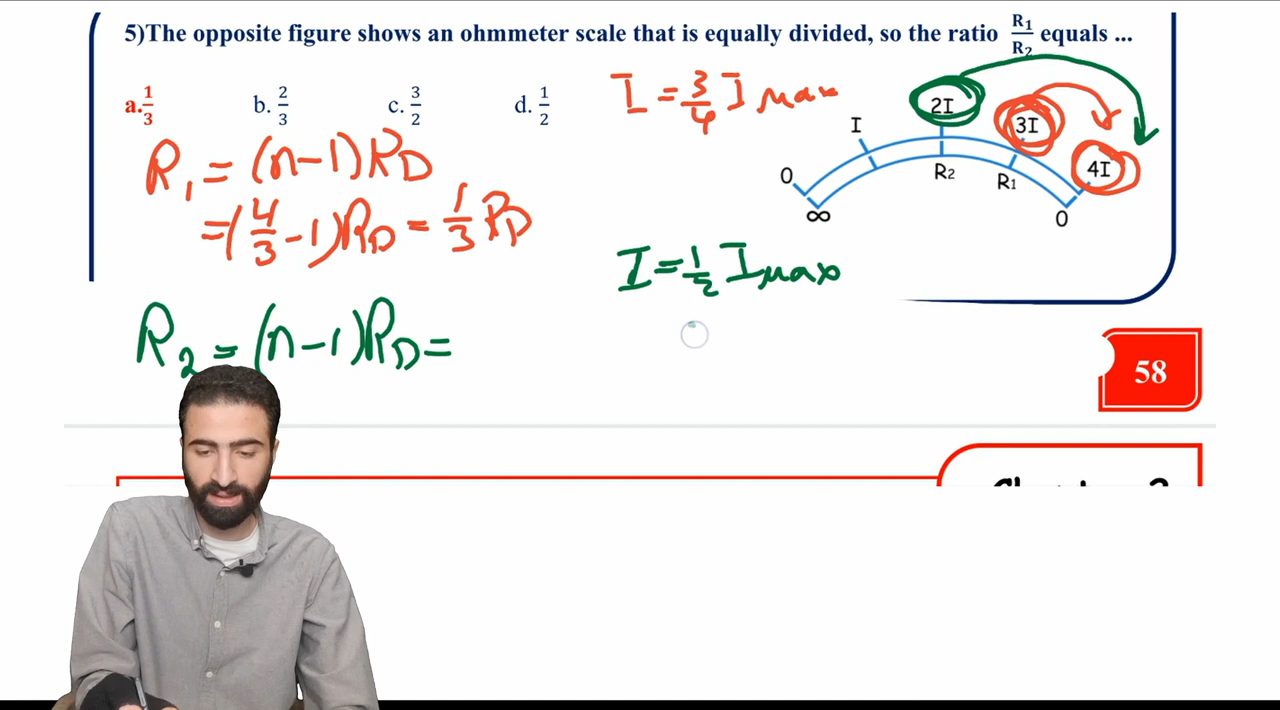 5)The opposite figure shows an ohmmeter scale that is equally divided, so the ratio R₁/R₂ equals ...
a. 1/3 b. 2/3 c. 3/2 d. 1/2
I = 3/4 I max
R₁ = (n-1)RD
=(4/3 -1)RD = 1/3 RD
0 I 2I 3I 4I
∞ R₂ R₁ 0
I = 1/2 I max
R₂ = (n-1)RD =
58